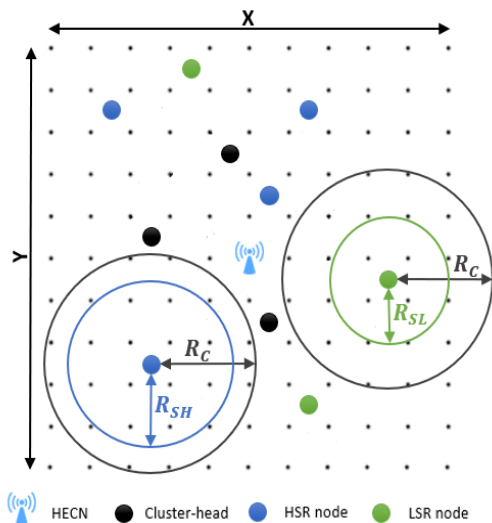 X
Y
R_C
R_SL
R_C
R_SH
HECN
Cluster-head
HSR node
LSR node